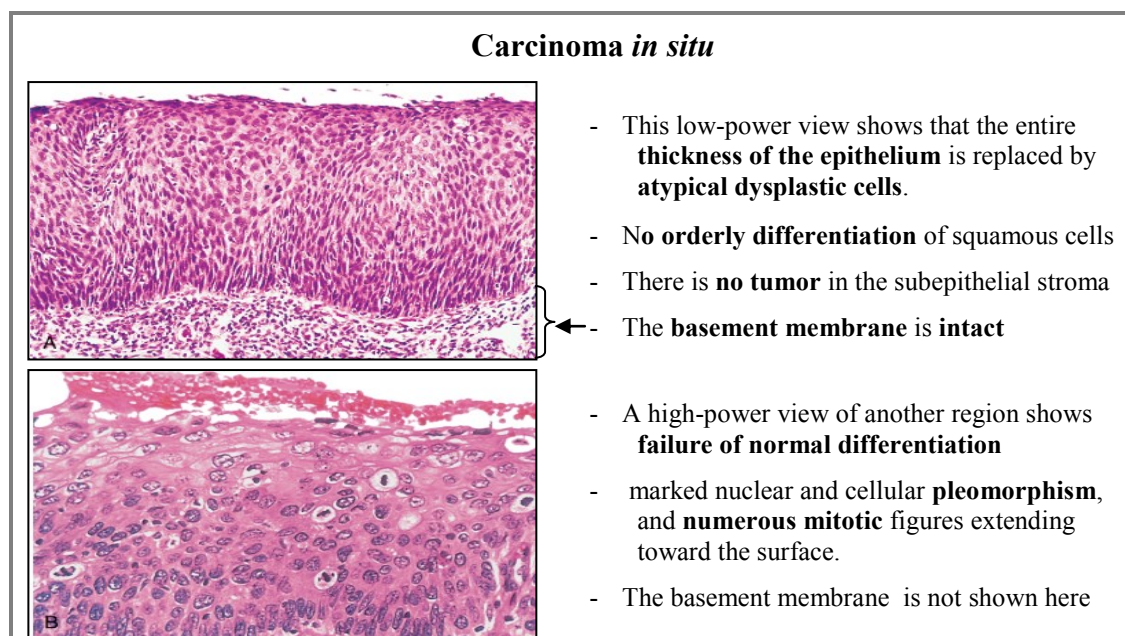 Carcinoma in situ
- This low-power view shows that the entire
thickness of the epithelium is replaced by
atypical dysplastic cells.
- No orderly differentiation of squamous cells
- There is no tumor in the subepithelial stroma
- The basement membrane is intact
A
- A high-power view of another region shows
failure of normal differentiation
- marked nuclear and cellular pleomorphism,
and numerous mitotic figures extending
toward the surface.
- The basement membrane is not shown here
B